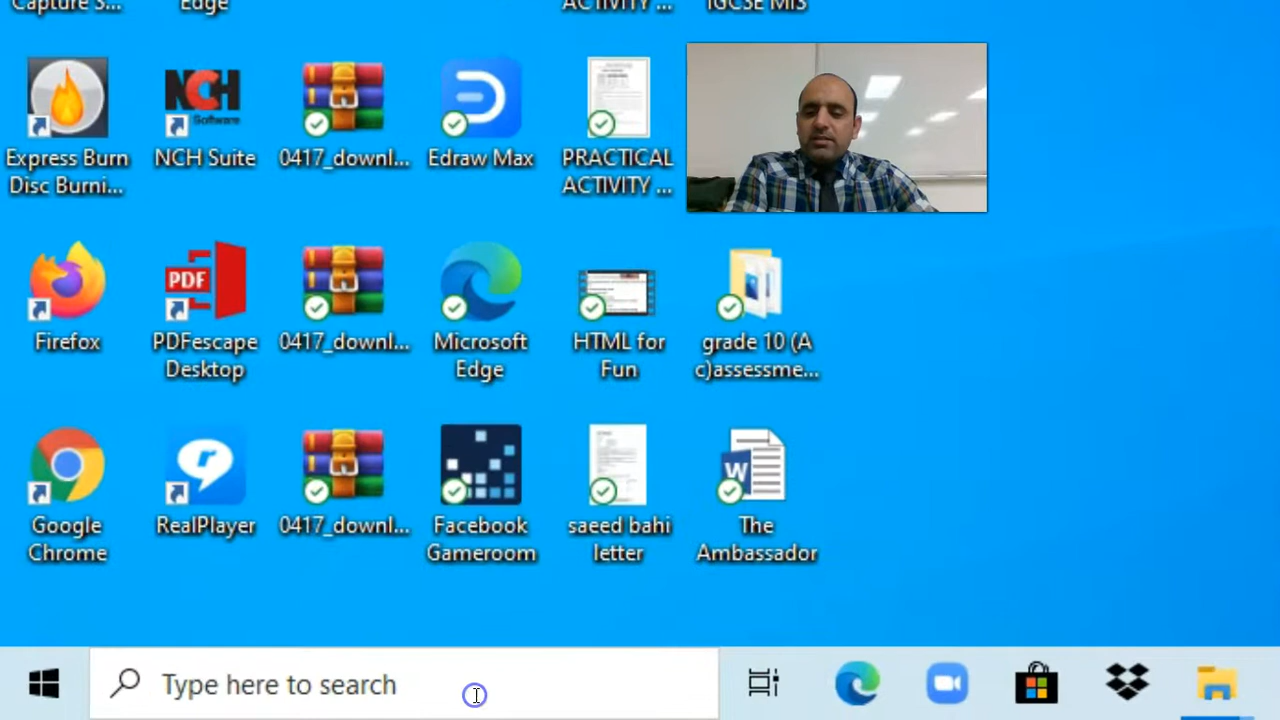 Capture S...
Edge
ACTIVITY ...
IGCSE MIS
NCH
Software
Express Burn
Disc Burni...
NCH Suite
0417_downl...
Edraw Max
PRACTICAL
ACTIVITY ...
PDF
Firefox
PDFescape
Desktop
0417_downl...
Microsoft
Edge
HTML for
Fun
grade 10 (A
c)assessme...
r
W
Google
Chrome
RealPlayer
0417_downl...
Facebook
Gameroom
saeed bahi
letter
The
Ambassador
Type here to search